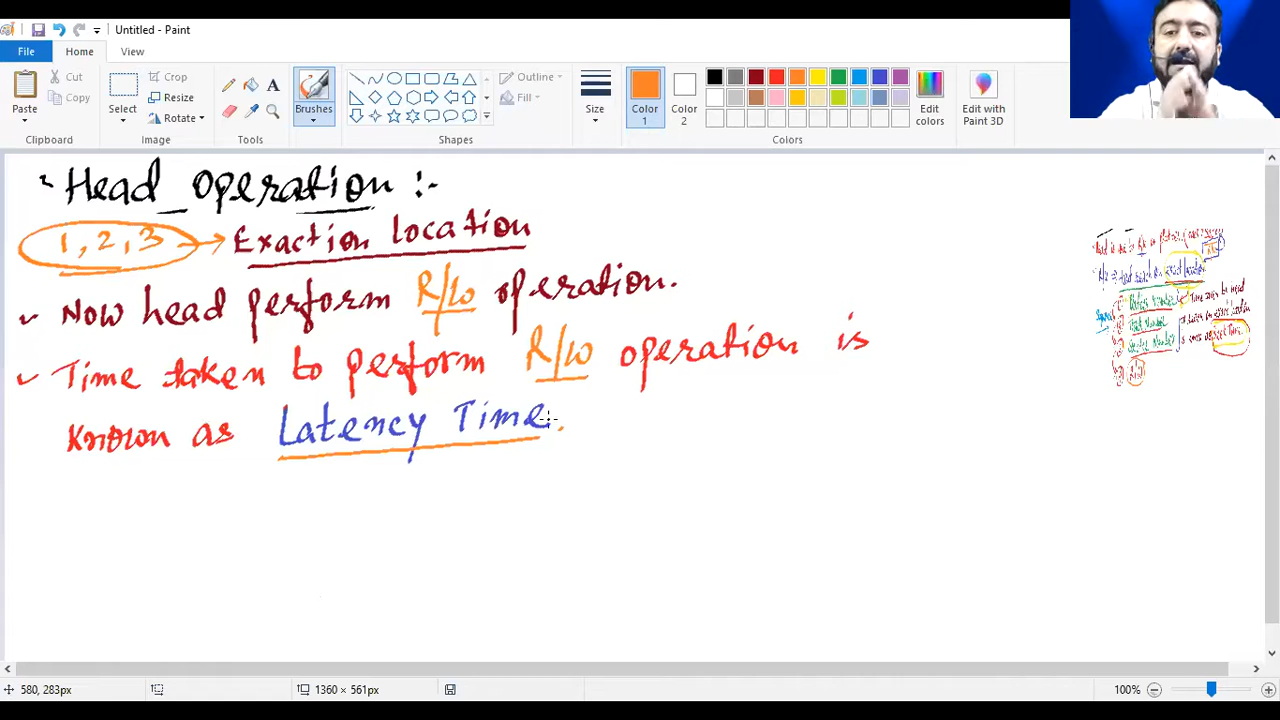 Untitled - Paint
File Home View
Paste
Cut
Copy
Clipboard
Select
Crop
Resize
Rotate
Image
Tools
Brushes
Shapes
Outline
Fill
Size
Color 1
Color 2
Edit colors
Colors
Edit with Paint 3D
Head operation :-
1, 2, 3 → Exaction location
Now head perform R/W operation.
Time taken to perform R/W operation is
known as Latency Time.
580, 283px
1360 × 561px
100%